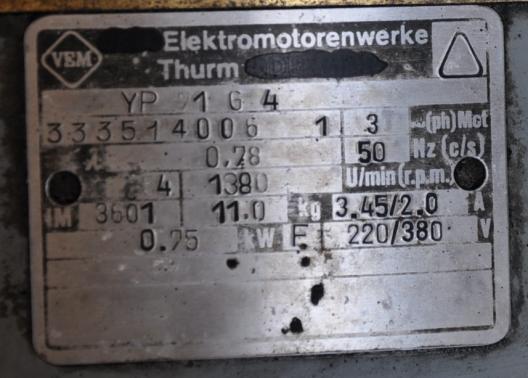 VEM Elektromotorenwerke
Thurm
YP 1 G 4
333514006 1 3 (ph) Mot
0.78 50 Hz (c/s)
4 1380 U/min (r.p.m.)
IM 3601 11.0 kg 3.45/2.0 A
0.75 kW E 220/380 V